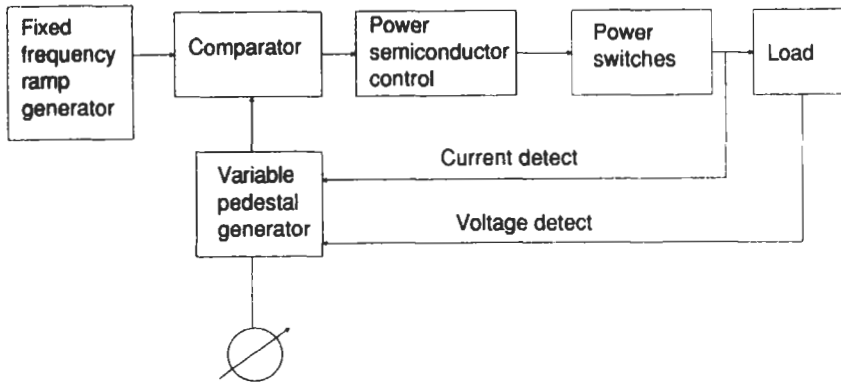 Fixed
frequency
ramp
generator
Comparator
Power
semiconductor
control
Power
switches
Load
Current detect
Variable
pedestal
generator
Voltage detect